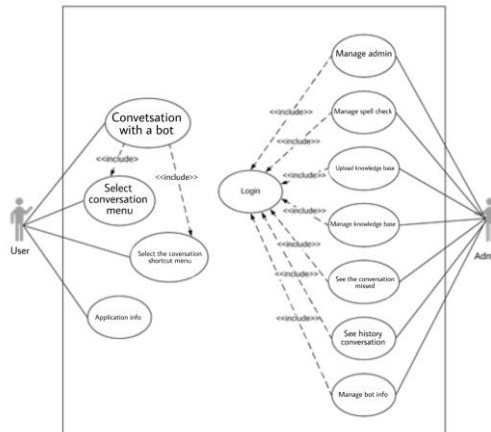 Manage admin
Convetsation
with a bot
<<include>>
Manage spell check
<<include>>
<<include>
Select
conversation
menu
<<include>>
Login
<<include>>
Upload knowledge base
<<include>>
Manage knowledge base
User
Select the coversation
shortcut menu
<<include>>
See the conversation
missed
Adm
<<include>>
Application info
<<include>>
See history
conversation
Manage bot info